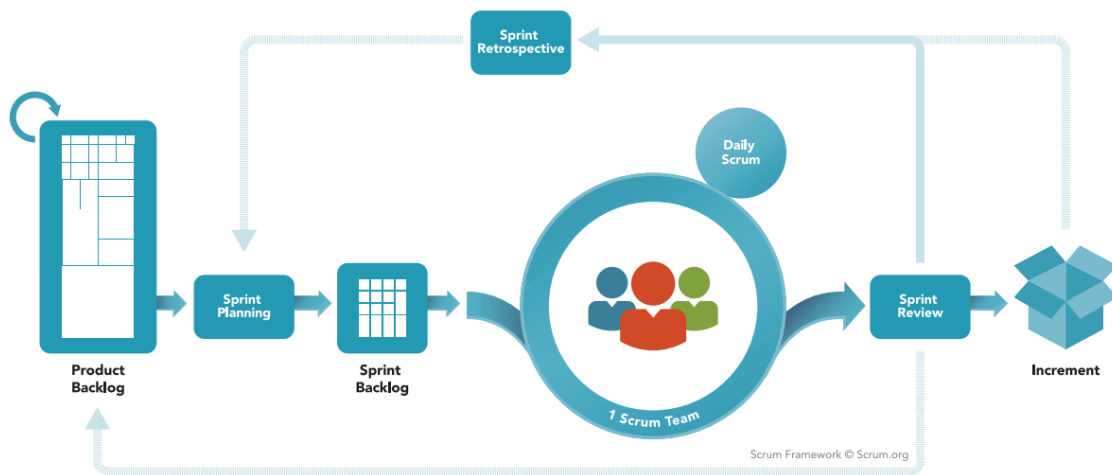 Sprint
Retrospective
Daily
Scrum
Sprint
Planning
Sprint
Review
Product
Backlog
Sprint
Backlog
Increment
1 Scrum Team
Scrum Framework © Scrum.org